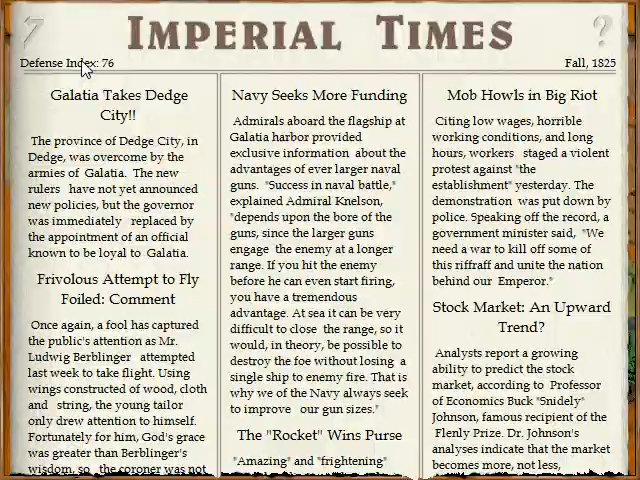 7 IMPERIAL TIMES ?
Defense Index: 76 Fall, 1825
Galatia Takes Dedge
City!!
The province of Dedge City, in
Dedge, was overcome by the
armies of Galatia. The new
rulers have not yet announced
new policies, but the governor
was immediately replaced by
the appointment of an official
known to be loyal to Galatia.
Frivolous Attempt to Fly
Foiled: Comment
Once again, a fool has captured
the public's attention as Mr.
Ludwig Berblinger attempted
last week to take flight. Using
wings constructed of wood, cloth
and string, the young tailor
only drew attention to himself.
Fortunately for him, God's grace
was greater than Berblinger's
wisdom, so the coroner was not
Navy Seeks More Funding
Admirals aboard the flagship at
Galatia harbor provided
exclusive information about the
advantages of ever larger naval
guns. "Success in naval battle,"
explained Admiral Knelson,
"depends upon the bore of the
guns, since the larger guns
engage the enemy at a longer
range. If you hit the enemy
before he can even start firing,
you have a tremendous
advantage. At sea it can be very
difficult to close the range, so it
would, in theory, be possible to
destroy the foe without losing a
single ship to enemy fire. That is
why we of the Navy always seek
to improve our gun sizes."
The "Rocket" Wins Purse
"Amazing" and "frightening"
Mob Howls in Big Riot
Citing low wages, horrible
working conditions, and long
hours, workers staged a violent
protest against "the
establishment" yesterday. The
demonstration was put down by
police. Speaking off the record, a
government minister said, "We
need a war to kill off some of
this riffraff and unite the nation
behind our Emperor."
Stock Market: An Upward
Trend?
Analysts report a growing
ability to predict the stock
market, according to Professor
of Economics Buck "Snidely"
Johnson, famous recipient of the
Flenly Prize. Dr. Johnson's
analyses indicate that the market
becomes more, not less,